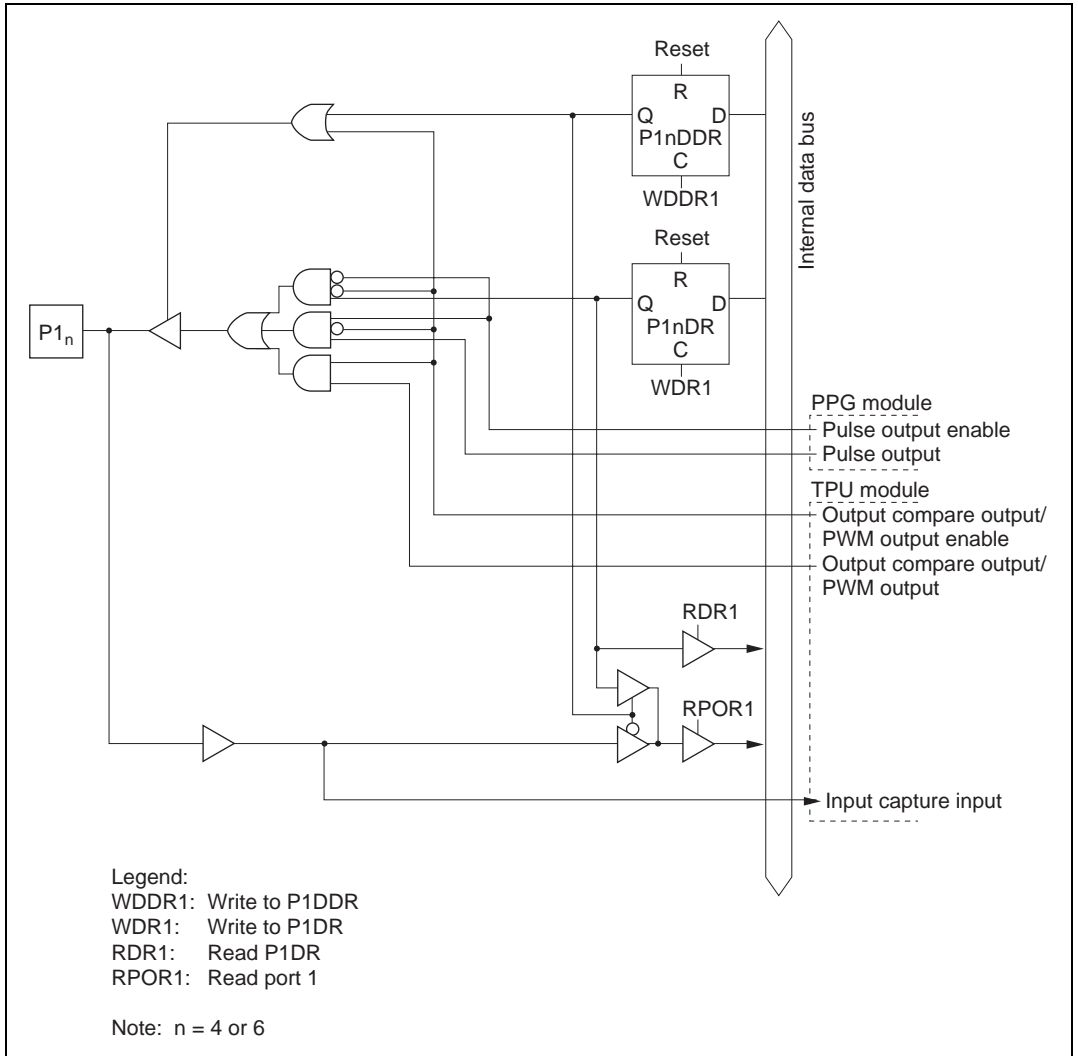 Reset
R
Q D
P1nDDR
C
WDDR1
Reset
R
Q D
P1nDR
C
WDR1
Internal data bus
P1n
PPG module
Pulse output enable
Pulse output
TPU module
Output compare output/
PWM output enable
Output compare output/
PWM output
RDR1
RPOR1
Input capture input
Legend:
WDDR1: Write to P1DDR
WDR1: Write to P1DR
RDR1: Read P1DR
RPOR1: Read port 1
Note: n = 4 or 6